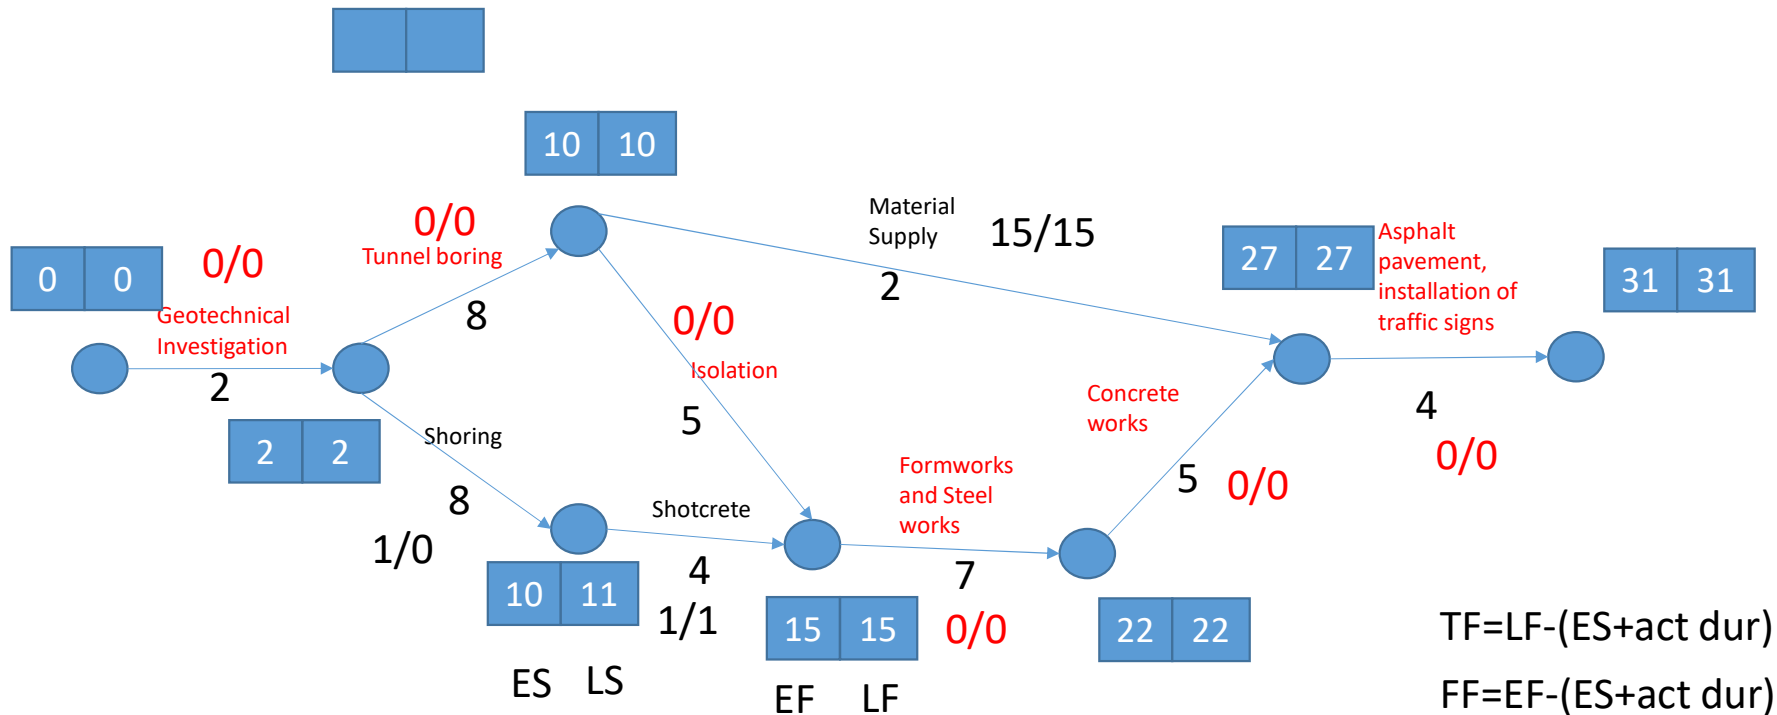 10 10
0/0
Material
Supply
15/15
Asphalt
pavement,
installation of
traffic signs
0 0
0/0
Tunnel boring
27 27
31 31
2
Geotechnical
Investigation
8
0/0
2
Isolation
Concrete
works
4
5
0/0
2 2
Shoring
Formworks
and Steel
works
5
0/0
8
Shotcrete
1/0
4
7
10 11
1/1
15 15
0/0
22 22
TF=LF-(ES+act dur)
ES LS
EF LF
FF=EF-(ES+act dur)